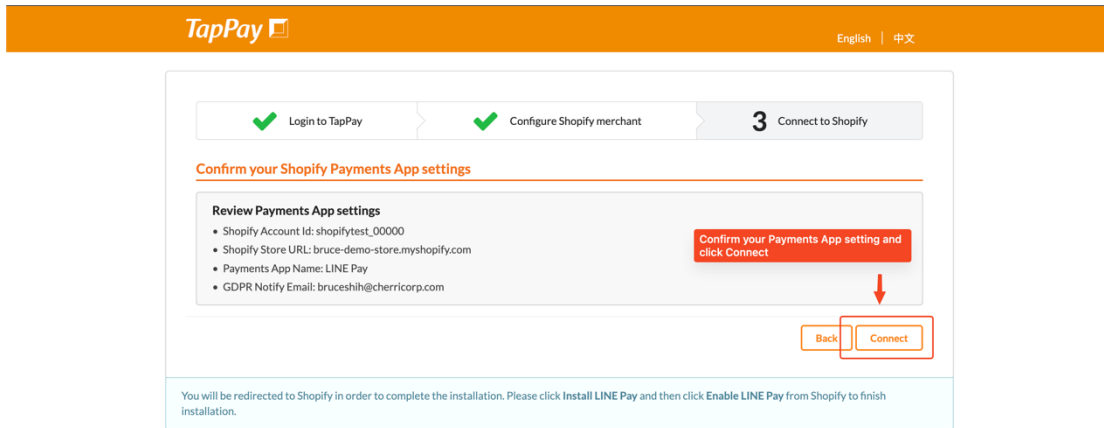 TapPay
English | 中文
Login to TapPay
Configure Shopify merchant
3 Connect to Shopify
Confirm your Shopify Payments App settings
Review Payments App settings
• Shopify Account Id: shopifytest_00000
• Shopify Store URL: bruce-demo-store.myshopify.com
• Payments App Name: LINE Pay
• GDPR Notify Email: bruceshih@cherricorp.com
Confirm your Payments App setting and
click Connect
Back
Connect
You will be redirected to Shopify in order to complete the installation. Please click Install LINE Pay and then click Enable LINE Pay from Shopify to finish
installation.